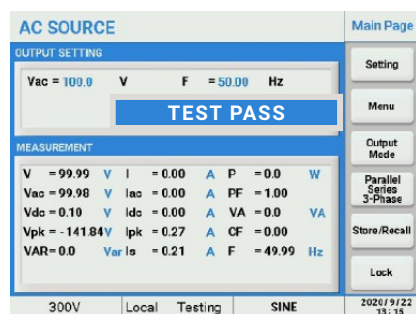 AC SOURCE
Main Page
OUTPUT SETTING
Vac = 100.0 V F = 50.00 Hz
TEST PASS
MEASUREMENT
V = 99.99 V I = 0.00 A P = 0.0 W
Vac = 99.98 V Iac = 0.00 A PF = 1.00
Vdc = 0.10 V Idc = 0.00 A VA = 0.0 VA
Vpk = - 141.84 V Ipk = 0.27 A CF = 0.00
VAR= 0.0 Var Is = 0.21 A F = 49.99 Hz
300V Local Testing SINE
Setting
Menu
Output
Mode
Parallel
Series
3-Phase
Store/Recall
Lock
2020/9/22
13:15